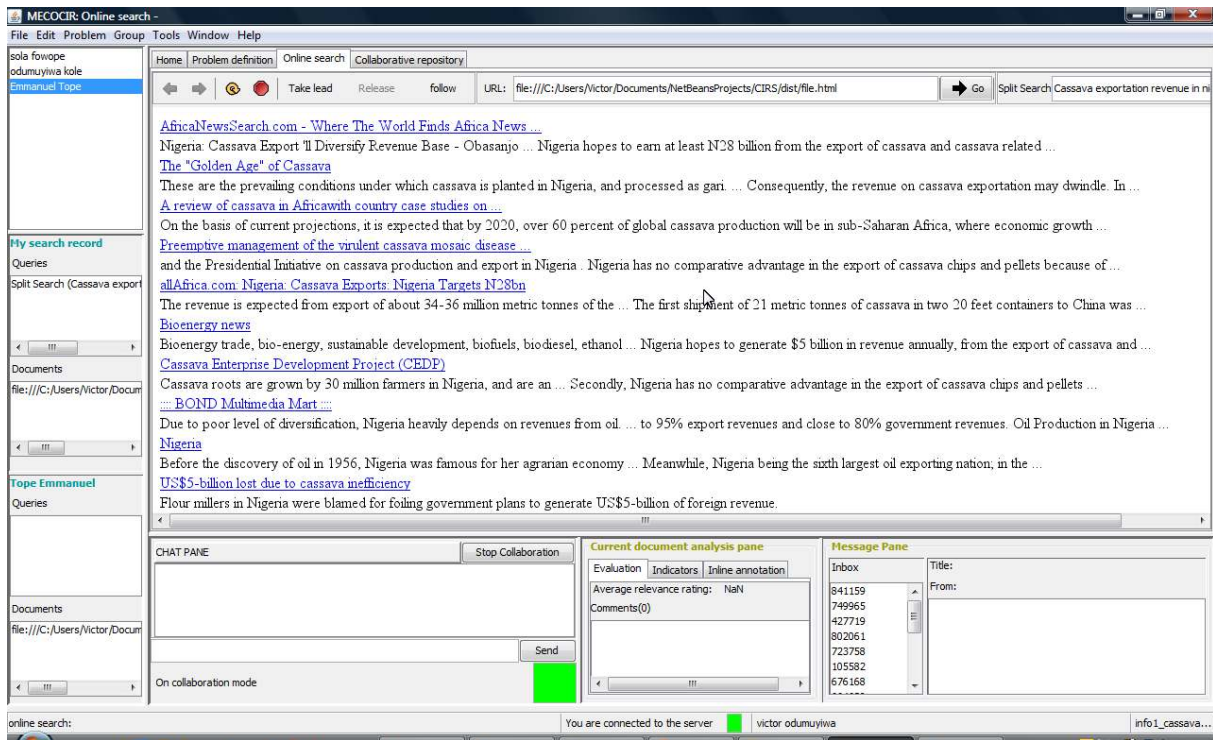 MECOCIR: Online search -
File Edit Problem Group Tools Window Help
sola fowope
odumuyiwa kole
Emmanuel Tope
Home Problem definition Online search Collaborative repository
Take lead Release follow URL: file:///C:/Users/Victor/Documents/NetBeansProjects/CIRS/dist/file.html Go Split Search Cassava exportation revenue in ni
AfricaNewsSearch.com - Where The World Finds Africa News ...
Nigeria: Cassava Export 'll Diversify Revenue Base - Obasanjo ... Nigeria hopes to earn at least N28 billion from the export of cassava and cassava related ...
The "Golden Age" of Cassava
These are the prevailing conditions under which cassava is planted in Nigeria, and processed as gari. ... Consequently, the revenue on cassava exportation may dwindle. In ...
A review of cassava in Africawith country case studies on ...
On the basis of current projections, it is expected that by 2020, over 60 percent of global cassava production will be in sub-Saharan Africa, where economic growth ...
Preemptive management of the virulent cassava mosaic disease ...
and the Presidential Initiative on cassava production and export in Nigeria . Nigeria has no comparative advantage in the export of cassava chips and pellets because of ...
allAfrica.com: Nigeria: Cassava Exports: Nigeria Targets N28bn
The revenue is expected from export of about 34-36 million metric tonnes of the ... The first shipment of 21 metric tonnes of cassava in two 20 feet containers to China was ...
Bioenergy news
Bioenergy trade, bio-energy, sustainable development, biofuels, biodiesel, ethanol ... Nigeria hopes to generate $5 billion in revenue annually, from the export of cassava and ...
Cassava Enterprise Development Project (CEDP)
Cassava roots are grown by 30 million farmers in Nigeria, and are an ... Secondly, Nigeria has no comparative advantage in the export of cassava chips and pellets ...
:::: BOND Multimedia Mart ::::
Due to poor level of diversification, Nigeria heavily depends on revenues from oil. ... to 95% export revenues and close to 80% government revenues. Oil Production in Nigeria ...
Nigeria
Before the discovery of oil in 1956, Nigeria was famous for her agrarian economy ... Meanwhile, Nigeria being the sixth largest oil exporting nation; in the ...
US$5-billion lost due to cassava inefficiency
Flour millers in Nigeria were blamed for foiling government plans to generate US$5-billion of foreign revenue.
My search record
Queries
Split Search (Cassava export
Documents
file:///C:/Users/Victor/Docum
Tope Emmanuel
Queries
Documents
file:///C:/Users/Victor/Docum
CHAT PANE Stop Collaboration
Send
On collaboration mode
Current document analysis pane
Evaluation Indicators Inline annotation
Average relevance rating: NaN
Comments(0)
Message Pane
Inbox
841159
749965
427719
802061
723758
105582
676168
Title:
From:
online search: You are connected to the server victor odumuyiwa info1_cassava...